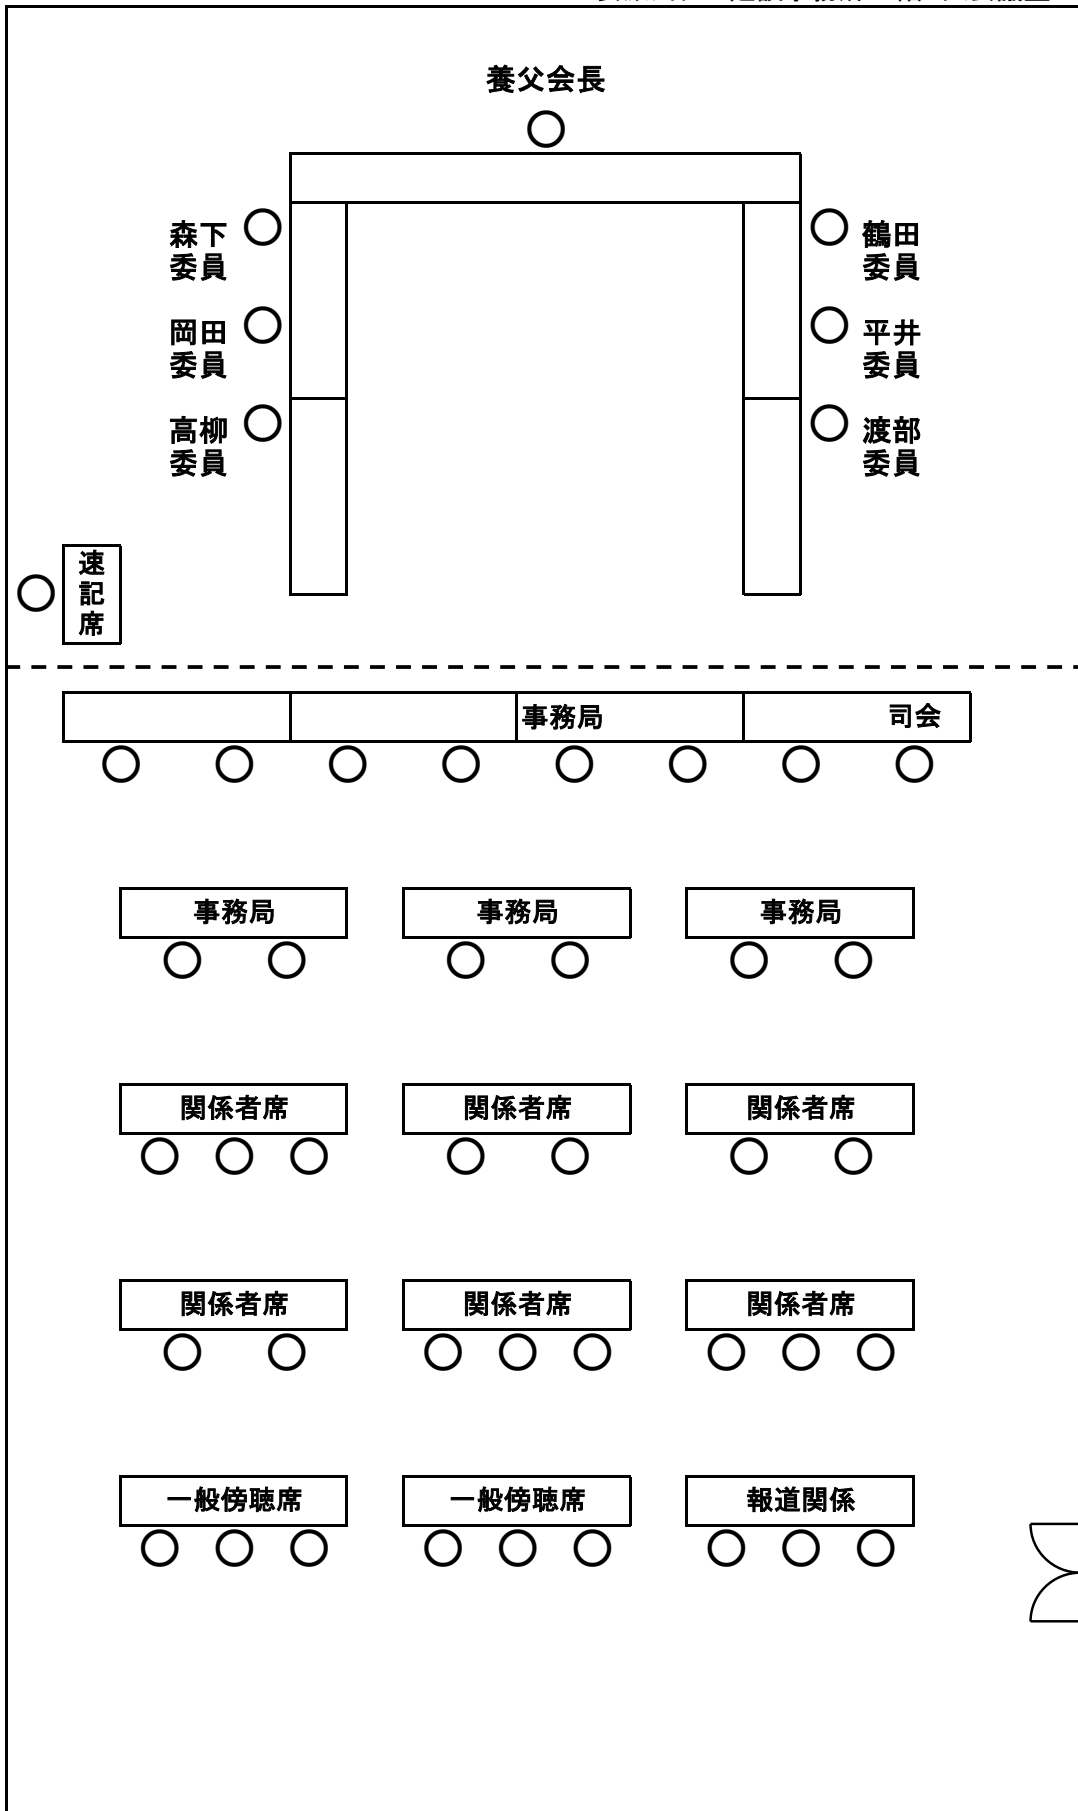 養父会長
森下
委員
鶴田
委員
岡田
委員
平井
委員
高柳
委員
渡部
委員
速
記
席
事務局
司会
事務局
事務局
事務局
関係者席
関係者席
関係者席
関係者席
関係者席
関係者席
一般傍聴席
一般傍聴席
報道関係